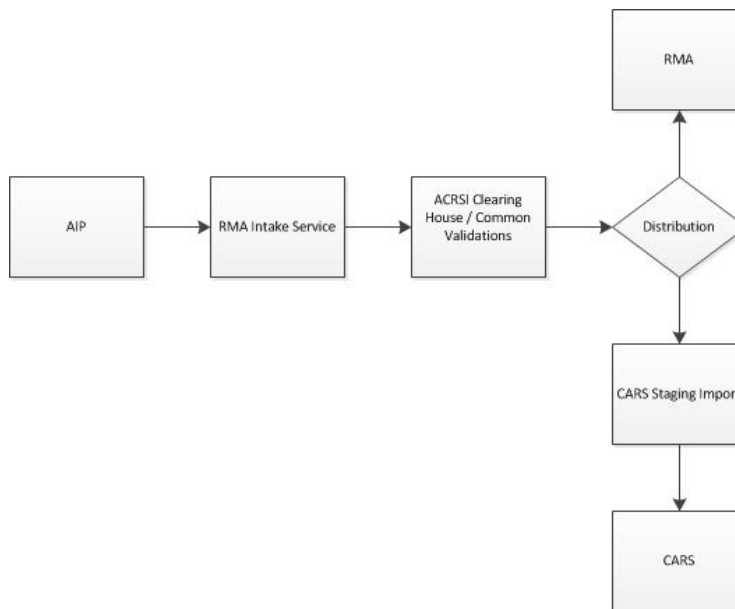 RMA
AIP
RMA Intake Service
ACRSI Clearing
House / Common
Validations
Distribution
CARS Staging Impor
CARS